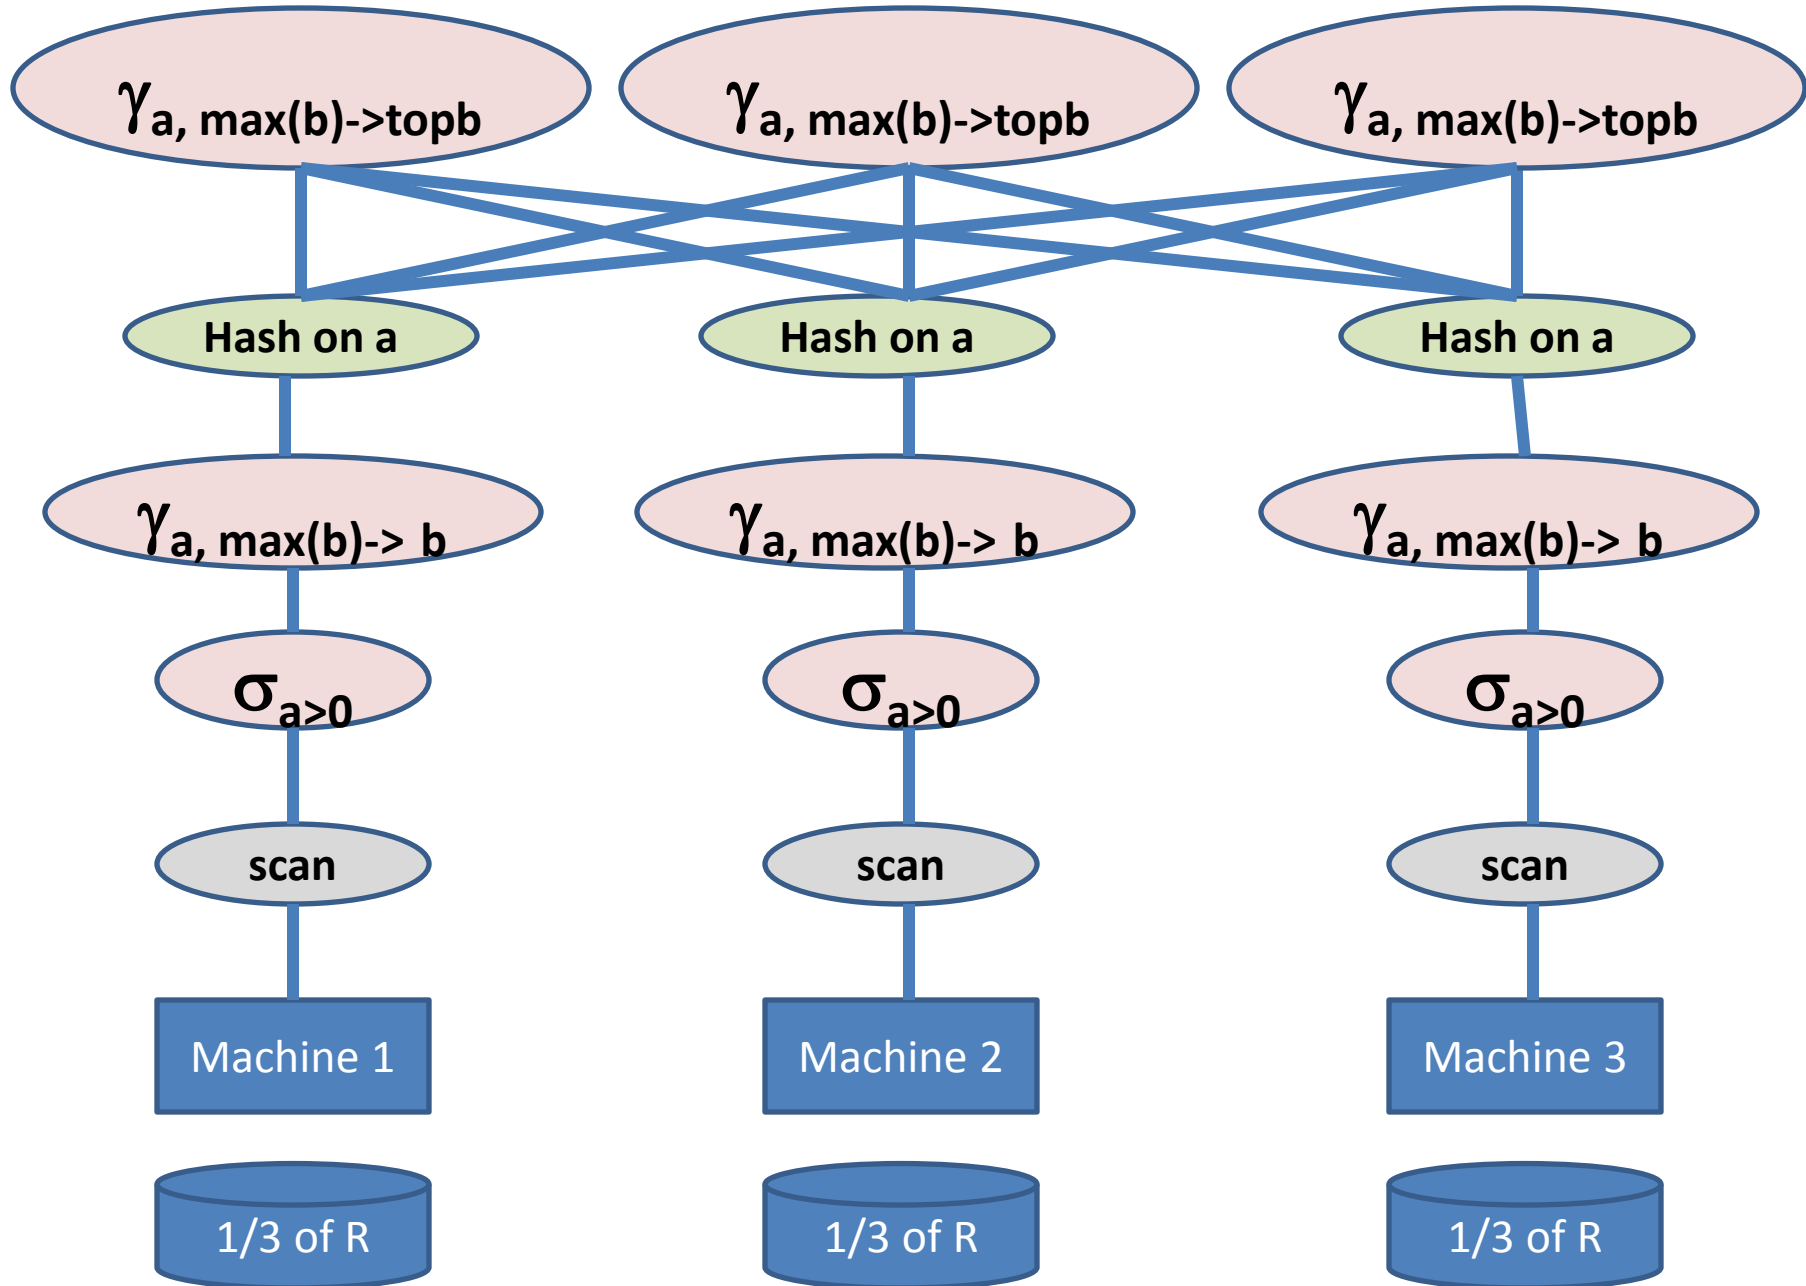 γa, max(b)->topb
γa, max(b)->topb
γa, max(b)->topb
Hash on a
Hash on a
Hash on a
γa, max(b)-> b
γa, max(b)-> b
γa, max(b)-> b
σa>0
σa>0
σa>0
scan
scan
scan
Machine 1
Machine 2
Machine 3
1/3 of R
1/3 of R
1/3 of R